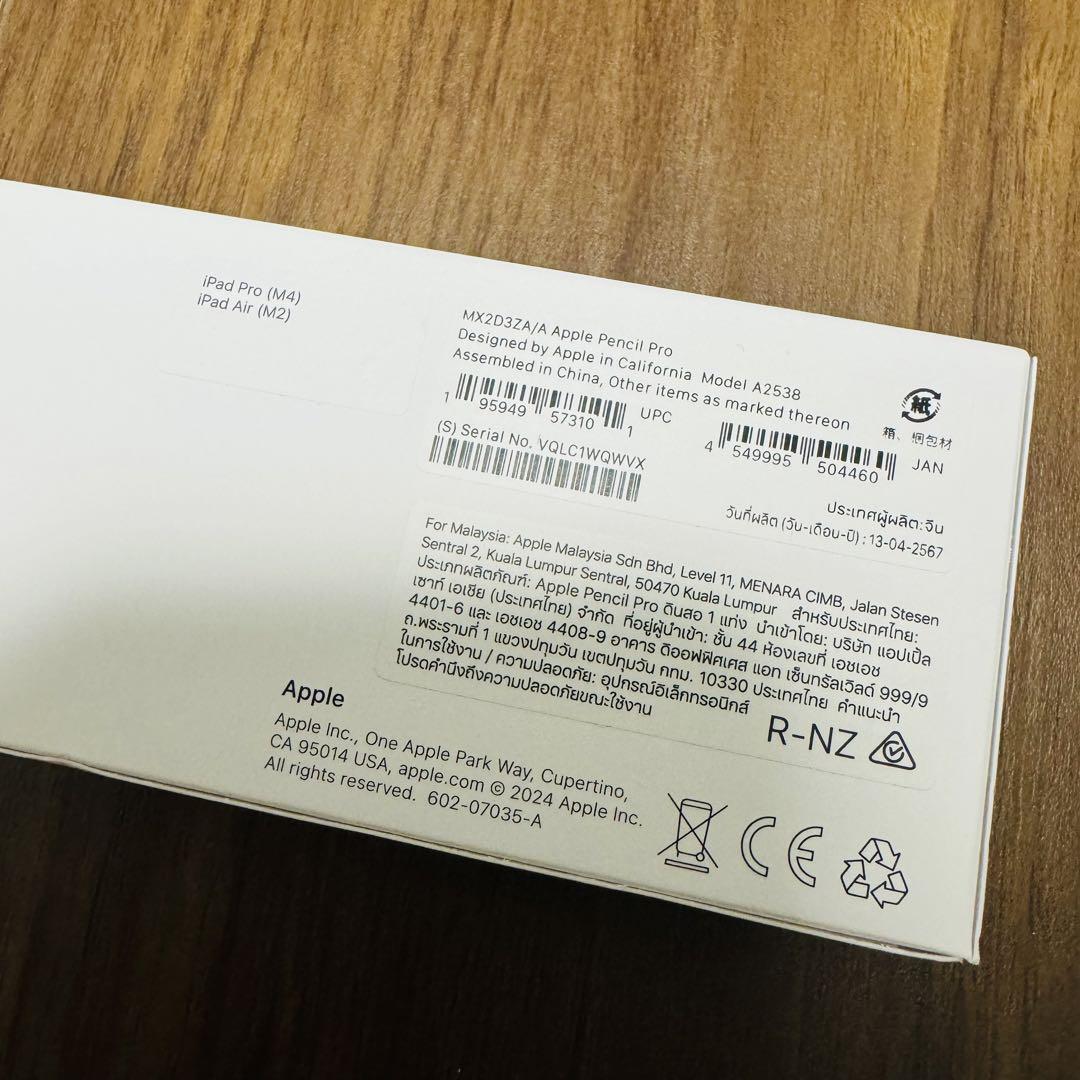 iPad Pro (M4)
iPad Air (M2)
MX2D3ZA/A Apple Pencil Pro
Designed by Apple in California Model A2538
Assembled in China, Other items as marked thereon
1 95949 57310 1 UPC
4 549995 504460 JAN
紙
箱、梱包材
(S) Serial No. VQLC1WQWVX
ประเทศผู้ผลิต:จีน
วันที่ผลิต (วัน-เดือน-ปี) : 13-04-2567
For Malaysia: Apple Malaysia Sdn Bhd, Level 11, MENARA CIMB, Jalan Stesen
Sentral 2, Kuala Lumpur Sentral, 50470 Kuala Lumpur สำหรับประเทศไทย:
ประเภทผลิตภัณฑ์: Apple Pencil Pro ดินสอ 1 แท่ง นำเข้าโดย: บริษัท แอปเปิ้ล
เซาท์ เอเชีย (ประเทศไทย) จำกัด ที่อยู่ผู้นำเข้า: ชั้น 44 ห้องเลขที่ เอชเอช
4401-6 และ เอชเอช 4408-9 อาคาร ดิออฟฟิศเศส แอท เซ็นทรัลเวิลด์ 999/9
ถ.พระรามที่ 1 แขวงปทุมวัน เขตปทุมวัน กทม. 10330 ประเทศไทย คำแนะนำ
ในการใช้งาน / ความปลอดภัย: อุปกรณ์อิเล็กทรอนิกส์
โปรดคำนึงถึงความปลอดภัยขณะใช้งาน
R-NZ
Apple
Apple Inc., One Apple Park Way, Cupertino,
CA 95014 USA, apple.com © 2024 Apple Inc.
All rights reserved. 602-07035-A
CE